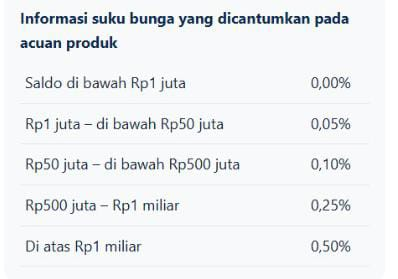 Informasi suku bunga yang dicantumkan pada
acuan produk
Saldo di bawah Rp1 juta 0,00%
Rp1 juta – di bawah Rp50 juta 0,05%
Rp50 juta – di bawah Rp500 juta 0,10%
Rp500 juta – Rp1 miliar 0,25%
Di atas Rp1 miliar 0,50%